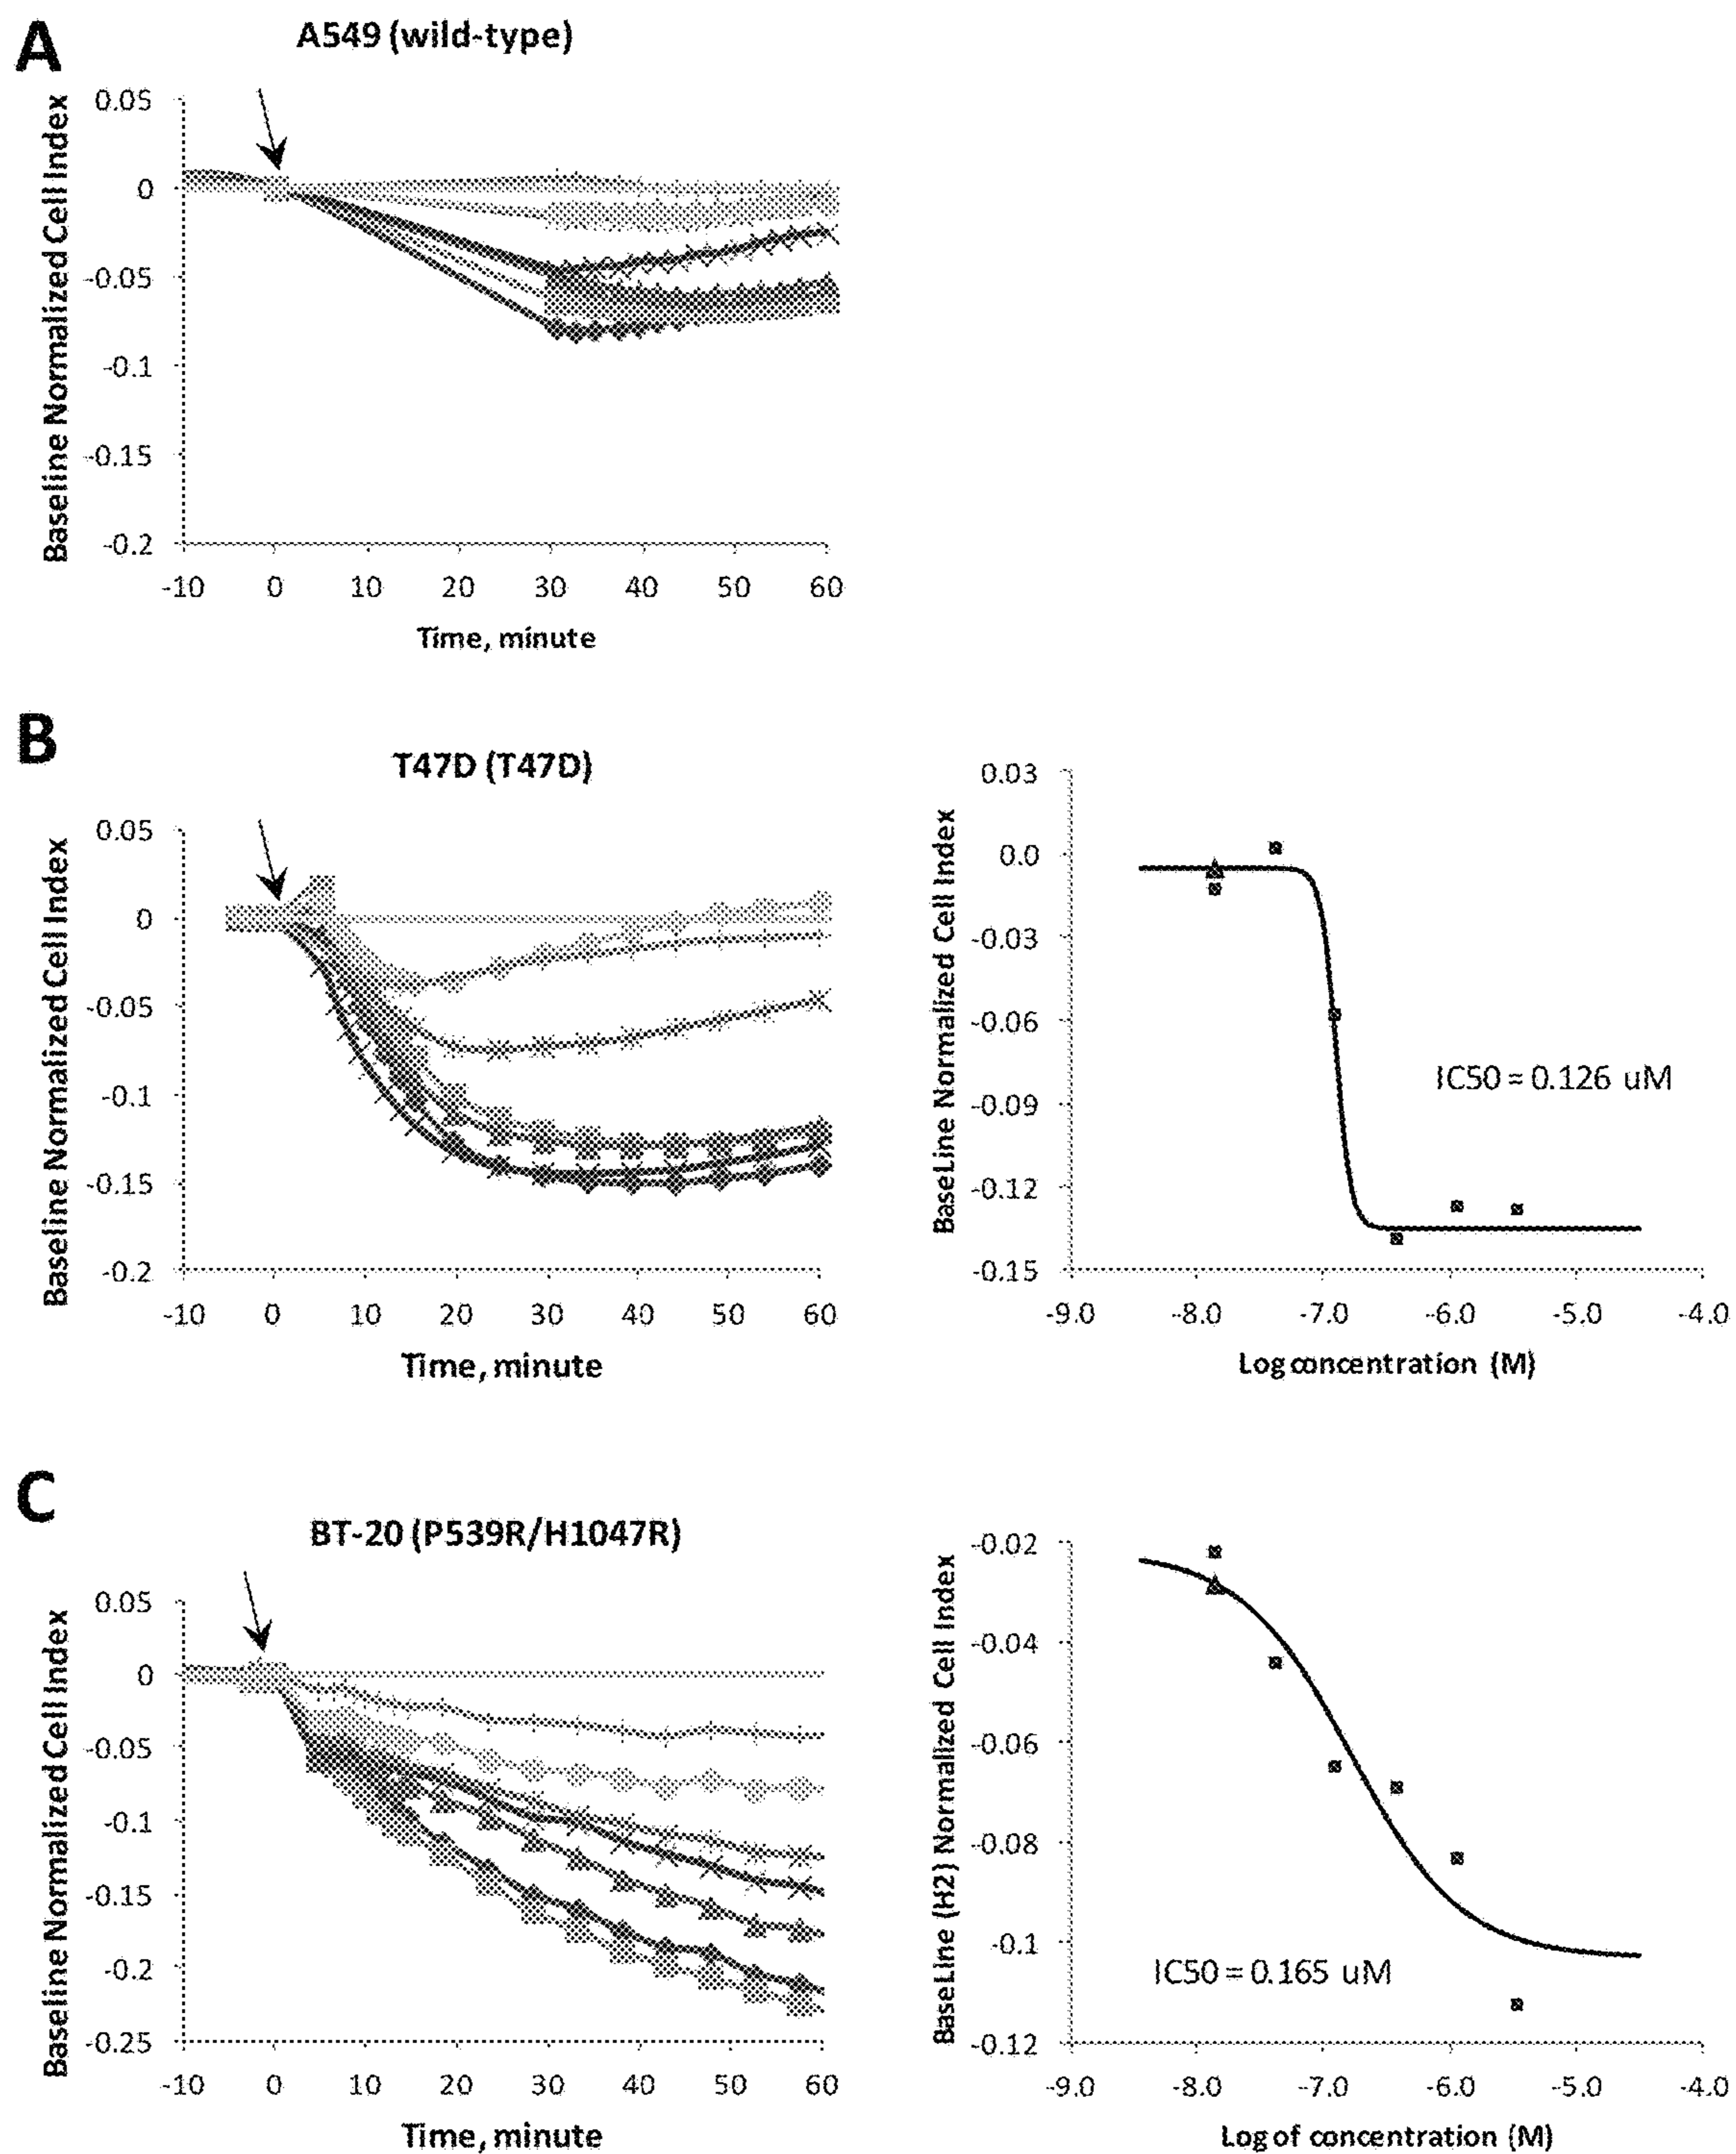 A
A549 (wild-type)
Baseline Normalized Cell Index
0.05
0
-0.05
-0.1
-0.15
-0.2
-10 0 10 20 30 40 50 60
Time, minute
B
T47D (T47D)
Baseline Normalized Cell Index
0.05
0
-0.05
-0.1
-0.15
-0.2
-10 0 10 20 30 40 50 60
Time, minute
BaseLine Normalized Cell Index
0.03
0.0
-0.03
-0.06
-0.09
-0.12
-0.15
IC50 = 0.126 uM
-9.0 -8.0 -7.0 -6.0 -5.0 -4.0
Log concentration (M)
C
BT-20 (P539R/H1047R)
Baseline Normalized Cell Index
0.05
0
-0.05
-0.1
-0.15
-0.2
-0.25
-10 0 10 20 30 40 50 60
Time, minute
BaseLine (H2) Normalized Cell Index
-0.02
-0.04
-0.06
-0.08
-0.1
-0.12
IC50 = 0.165 uM
-9.0 -8.0 -7.0 -6.0 -5.0 -4.0
Log of concentration (M)